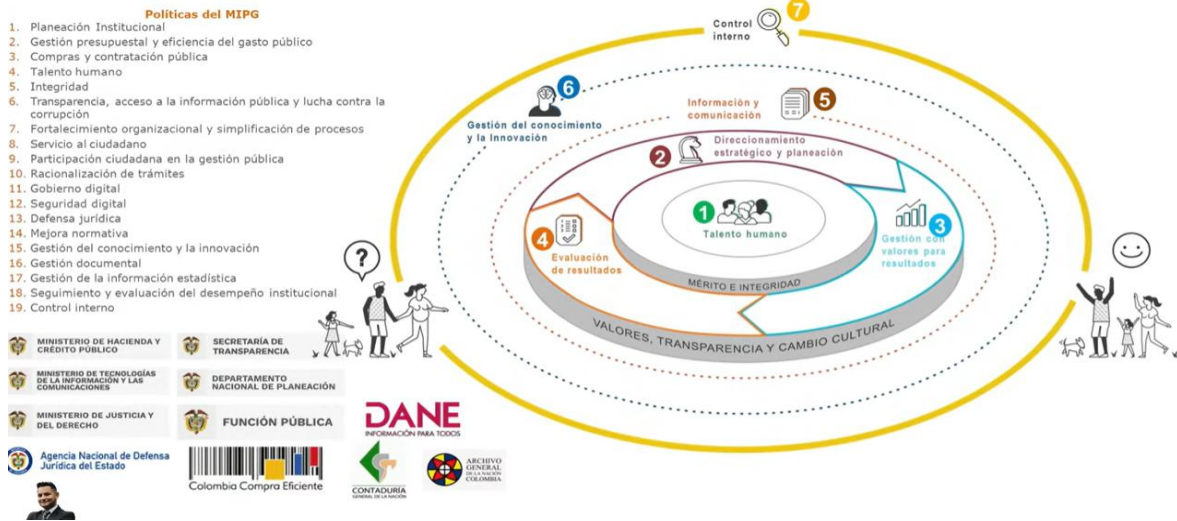 Políticas del MIPG
1. Planeación Institucional
2. Gestión presupuestal y eficiencia del gasto público
3. Compras y contratación pública
4. Talento humano
5. Integridad
6. Transparencia, acceso a la información pública y lucha contra la
corrupción
7. Fortalecimiento organizacional y simplificación de procesos
8. Servicio al ciudadano
9. Participación ciudadana en la gestión pública
10. Racionalización de trámites
11. Gobierno digital
12. Seguridad digital
13. Defensa jurídica
14. Mejora normativa
15. Gestión del conocimiento y la innovación
16. Gestión documental
17. Gestión de la información estadística
18. Seguimiento y evaluación del desempeño institucional
19. Control interno
MINISTERIO DE HACIENDA Y
CRÉDITO PÚBLICO
SECRETARÍA DE
TRANSPARENCIA
MINISTERIO DE TECNOLOGÍAS
DE LA INFORMACIÓN Y LAS
COMUNICACIONES
DEPARTAMENTO
NACIONAL DE PLANEACIÓN
MINISTERIO DE JUSTICIA Y
DEL DERECHO
FUNCIÓN PÚBLICA
DANE
INFORMACIÓN PARA TODOS
Agencia Nacional de Defensa
Jurídica del Estado
Colombia Compra Eficiente
CONTADURÍA
GENERAL DE LA NACIÓN
ARCHIVO
GENERAL
DE LA NACIÓN
COLOMBIA
Control
interno
7
6
Gestión del conocimiento
y la Innovación
Información y
comunicación
5
2
Direccionamiento
estratégico y planeación
1
Talento humano
3
Gestión con
valores para
resultados
4
Evaluación
de resultados
MÉRITO E INTEGRIDAD
VALORES, TRANSPARENCIA Y CAMBIO CULTURAL
?